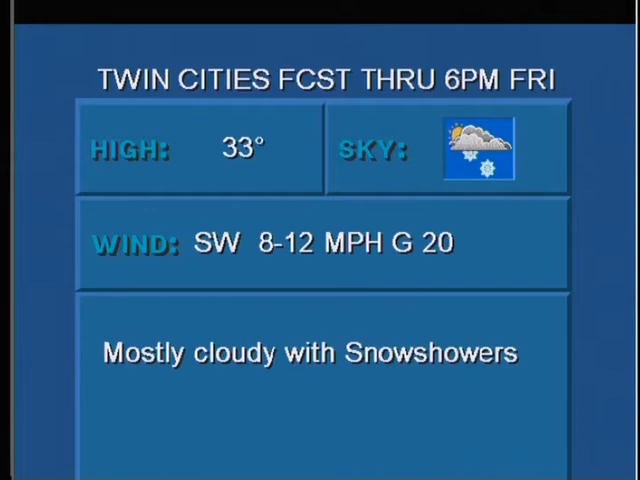 TWIN CITIES FCST THRU 6PM FRI
HIGH: 33°
SKY:
WIND: SW 8-12 MPH G 20
Mostly cloudy with Snowshowers